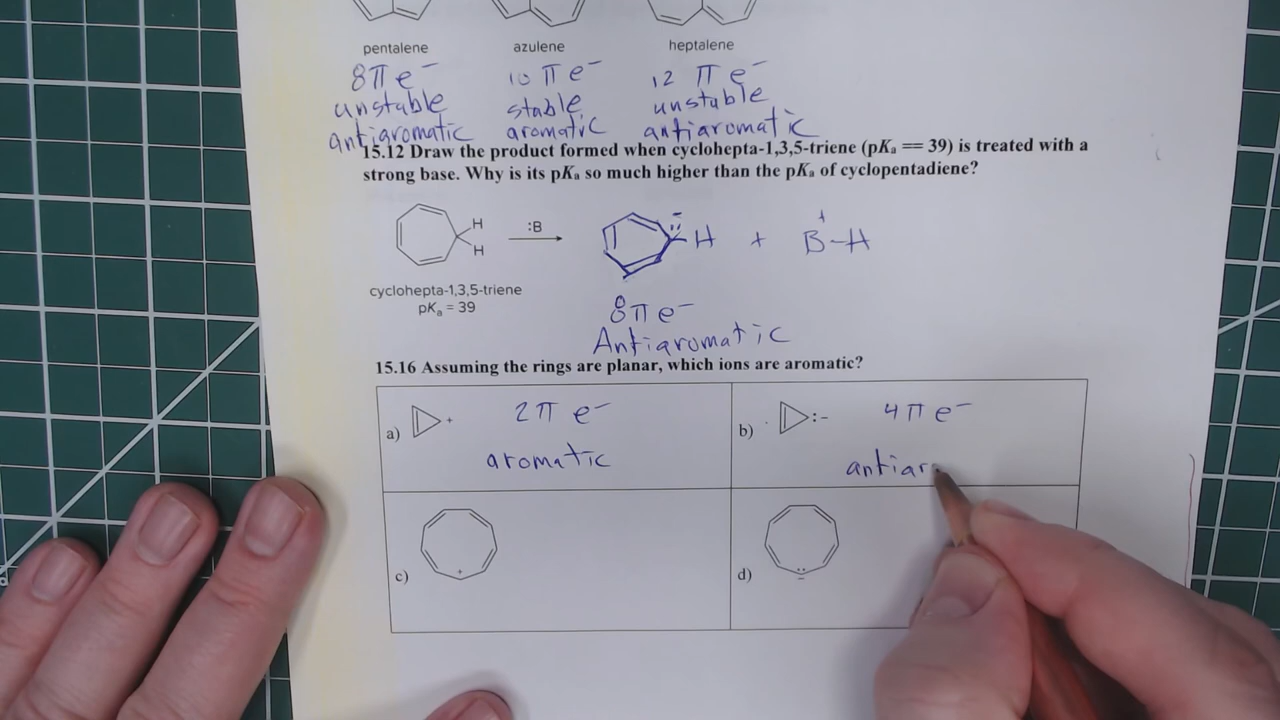 pentalene azulene heptalene
8π e⁻ 10 π e⁻ 12 π e⁻
unstable stable unstable
antiaromatic aromatic antiaromatic
15.12 Draw the product formed when cyclohepta-1,3,5-triene (pKₐ == 39) is treated with a
strong base. Why is its pKₐ so much higher than the pKₐ of cyclopentadiene?
H H :B .. - H + + B-H
cyclohepta-1,3,5-triene
pKₐ = 39
8π e⁻
Antiaromatic
15.16 Assuming the rings are planar, which ions are aromatic?
a) + 2π e⁻
aromatic
b) :- 4π e⁻
antiar
c) +
d) .. -